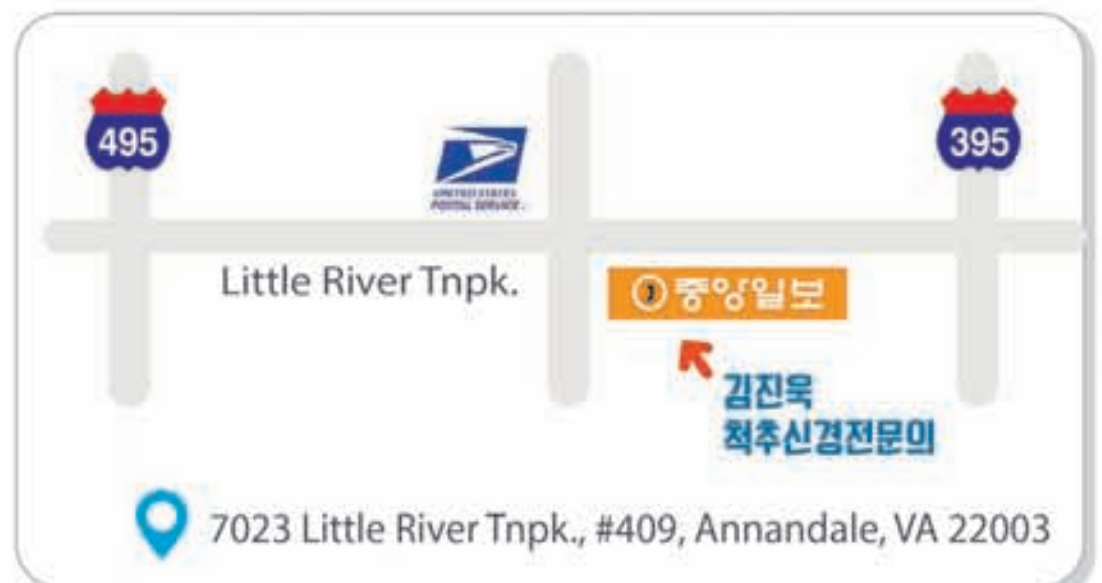 495
395
UNITED STATES
POSTAL SERVICE.
Little River Tnpk.
중앙일보
김진욱
척추신경전문의
7023 Little River Tnpk., #409, Annandale, VA 22003